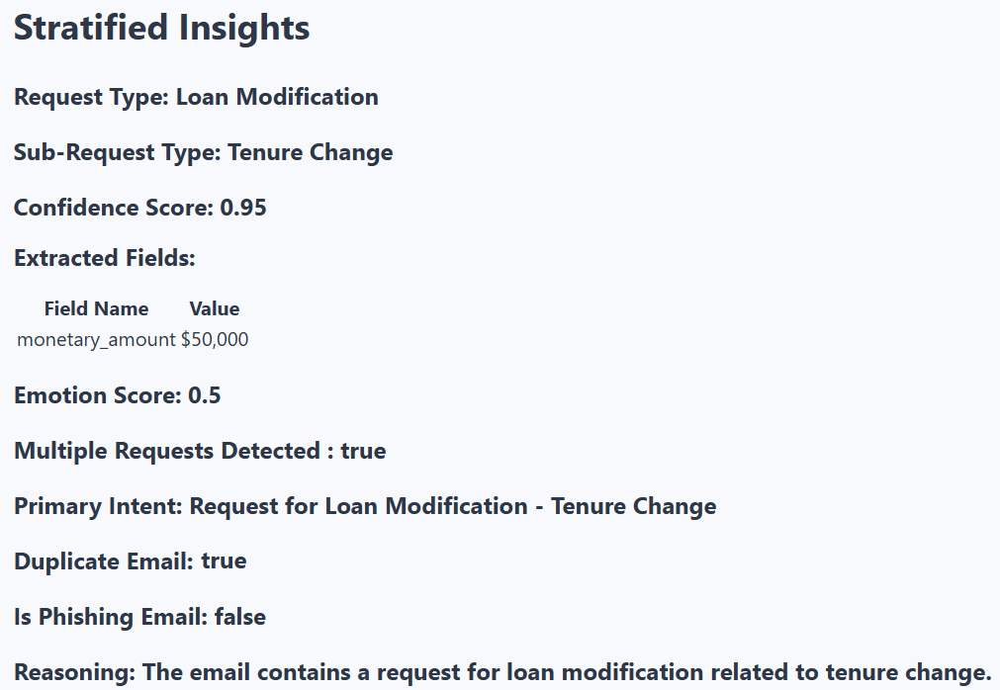 Stratified Insights
Request Type: Loan Modification
Sub-Request Type: Tenure Change
Confidence Score: 0.95
Extracted Fields:
Field Name Value
monetary_amount $50,000
Emotion Score: 0.5
Multiple Requests Detected : true
Primary Intent: Request for Loan Modification - Tenure Change
Duplicate Email: true
Is Phishing Email: false
Reasoning: The email contains a request for loan modification related to tenure change.